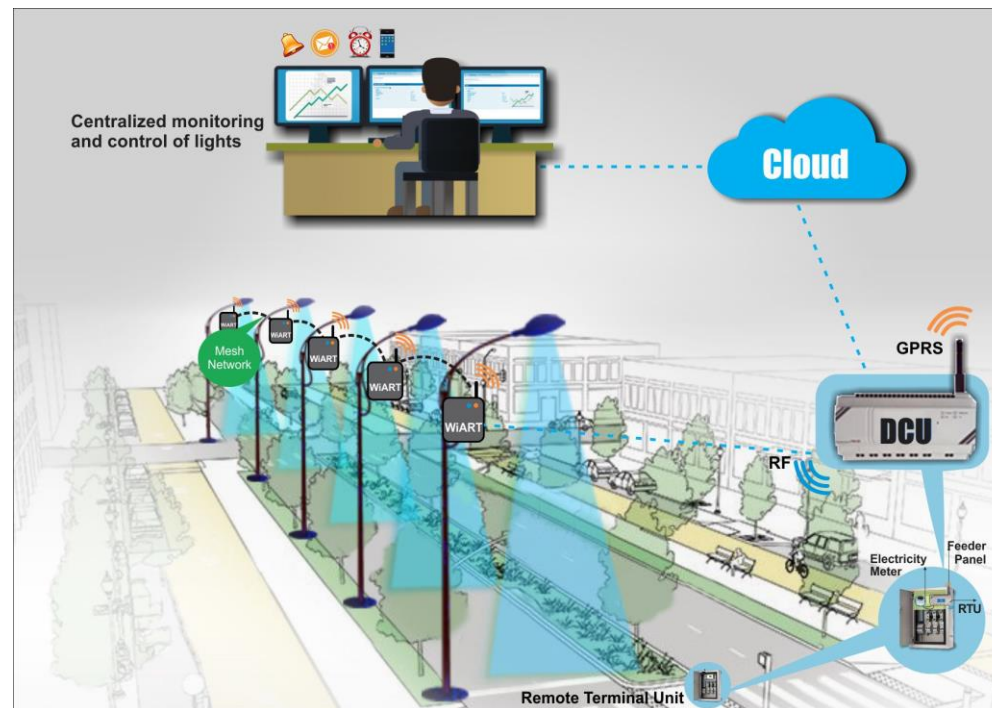 Centralized monitoring
and control of lights
Cloud
WiART
WiART
WiART
WiART
WiART
Mesh
Network
GPRS
DCU
RF
Electricity
Meter
Feeder
Panel
RTU
Remote Terminal Unit